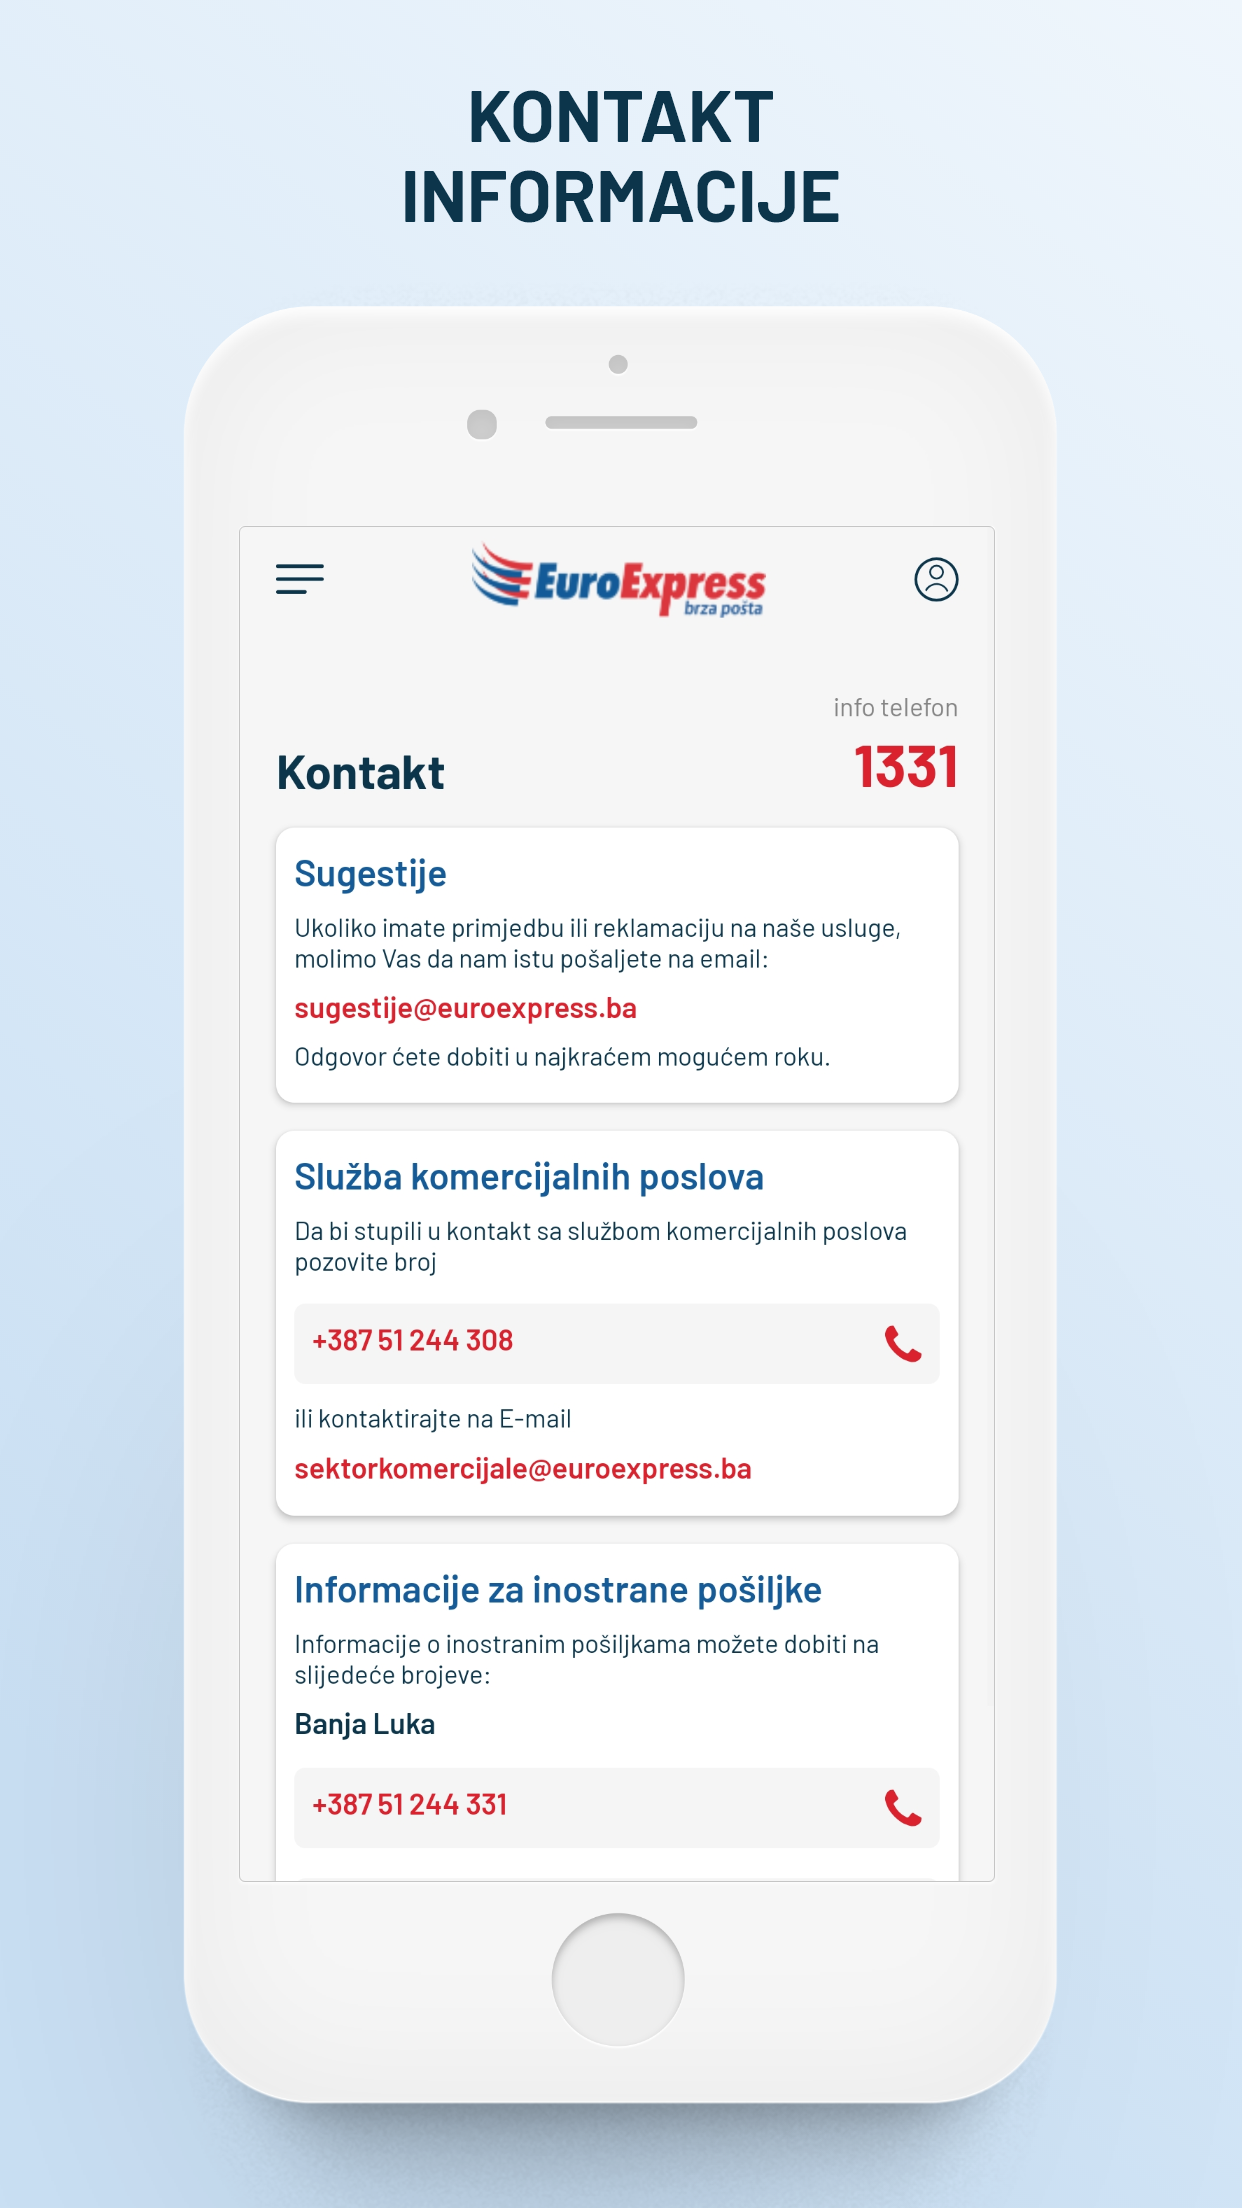 KONTAKT
INFORMACIJE
EuroExpress
brza pošta
info telefon
1331
Kontakt
Sugestije
Ukoliko imate primjedbu ili reklamaciju na naše usluge,
molimo Vas da nam istu pošaljete na email:
sugestije@euroexpress.ba
Odgovor ćete dobiti u najkraćem mogućem roku.
Služba komercijalnih poslova
Da bi stupili u kontakt sa službom komercijalnih poslova
pozovite broj
+387 51 244 308
ili kontaktirajte na E-mail
sektorkomercijale@euroexpress.ba
Informacije za inostrane pošiljke
Informacije o inostranim pošiljkama možete dobiti na
slijedeće brojeve:
Banja Luka
+387 51 244 331